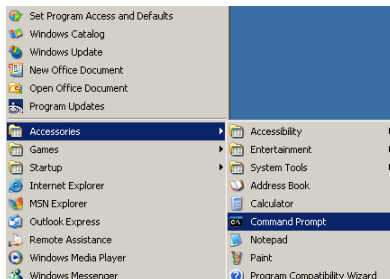 Set Program Access and Defaults
Windows Catalog
Windows Update
New Office Document
Open Office Document
Program Updates
Accessories
Games
Startup
Internet Explorer
MSN Explorer
Outlook Express
Remote Assistance
Windows Media Player
Windows Messenger
Accessibility
Entertainment
System Tools
Address Book
Calculator
Command Prompt
Notepad
Paint
Program Compatibility Wizard